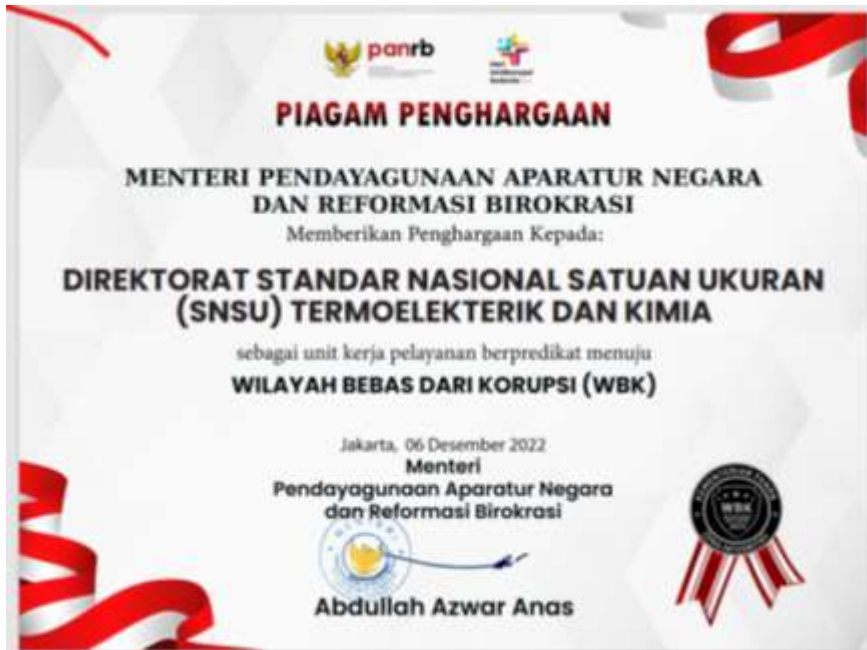 panrb
PIAGAM PENGHARGAAN
MENTERI PENDAYAGUNAAN APARATUR NEGARA
DAN REFORMASI BIROKRASI
Memberikan Penghargaan Kepada:
DIREKTORAT STANDAR NASIONAL SATUAN UKURAN
(SNSU) TERMOELEKTERIK DAN KIMIA
sebagai unit kerja pelayanan berpredikat menuju
WILAYAH BEBAS DARI KORUPSI (WBK)
Jakarta, 06 Desember 2022
Menteri
Pendayagunaan Aparatur Negara
dan Reformasi Birokrasi
MENTERI
WBK
Abdullah Azwar Anas